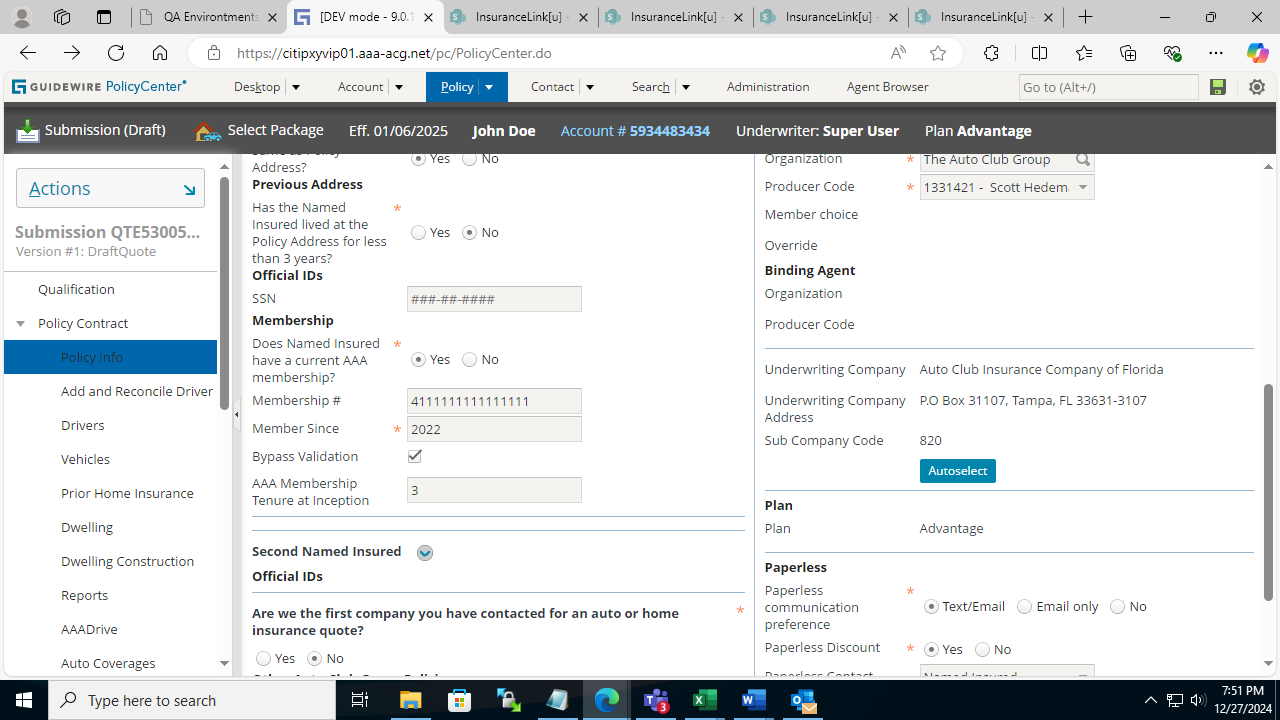 QA Environtments
[DEV mode - 9.0.1
InsuranceLink[u] -
InsuranceLink[u] -
InsuranceLink[u] -
InsuranceLink[u] -
https://citipxyvip01.aaa-acg.net/pc/PolicyCenter.do
GUIDEWIRE PolicyCenter®
Desktop
Account
Policy
Contact
Search
Administration
Agent Browser
Go to (Alt+/)
Submission (Draft)
Select Package
Eff. 01/06/2025
John Doe
Account # 5934483434
Underwriter: Super User
Plan Advantage
Actions
Submission QTE53005...
Version #1: DraftQuote
Qualification
Policy Contract
Policy Info
Add and Reconcile Driver
Drivers
Vehicles
Prior Home Insurance
Dwelling
Dwelling Construction
Reports
AAADrive
Auto Coverages
Address?
Yes No
Previous Address
Has the Named
Insured lived at the
Policy Address for less
than 3 years?
*
Yes No
Official IDs
SSN
###-##-####
Membership
Does Named Insured
have a current AAA
membership?
*
Yes No
Membership #
4111111111111111
Member Since
*
2022
Bypass Validation
AAA Membership
Tenure at Inception
3
Second Named Insured
Official IDs
Are we the first company you have contacted for an auto or home
insurance quote?
*
Yes No
Organization
*
The Auto Club Group
Producer Code
*
1331421 - Scott Hedem
Member choice
Override
Binding Agent
Organization
Producer Code
Underwriting Company
Auto Club Insurance Company of Florida
Underwriting Company
Address
P.O Box 31107, Tampa, FL 33631-3107
Sub Company Code
820
Autoselect
Plan
Plan
Advantage
Paperless
Paperless
communication
preference
*
Text/Email Email only No
Paperless Discount
*
Yes No
Paperless Contact
Named Insured
Type here to search
3
7:51 PM
12/27/2024